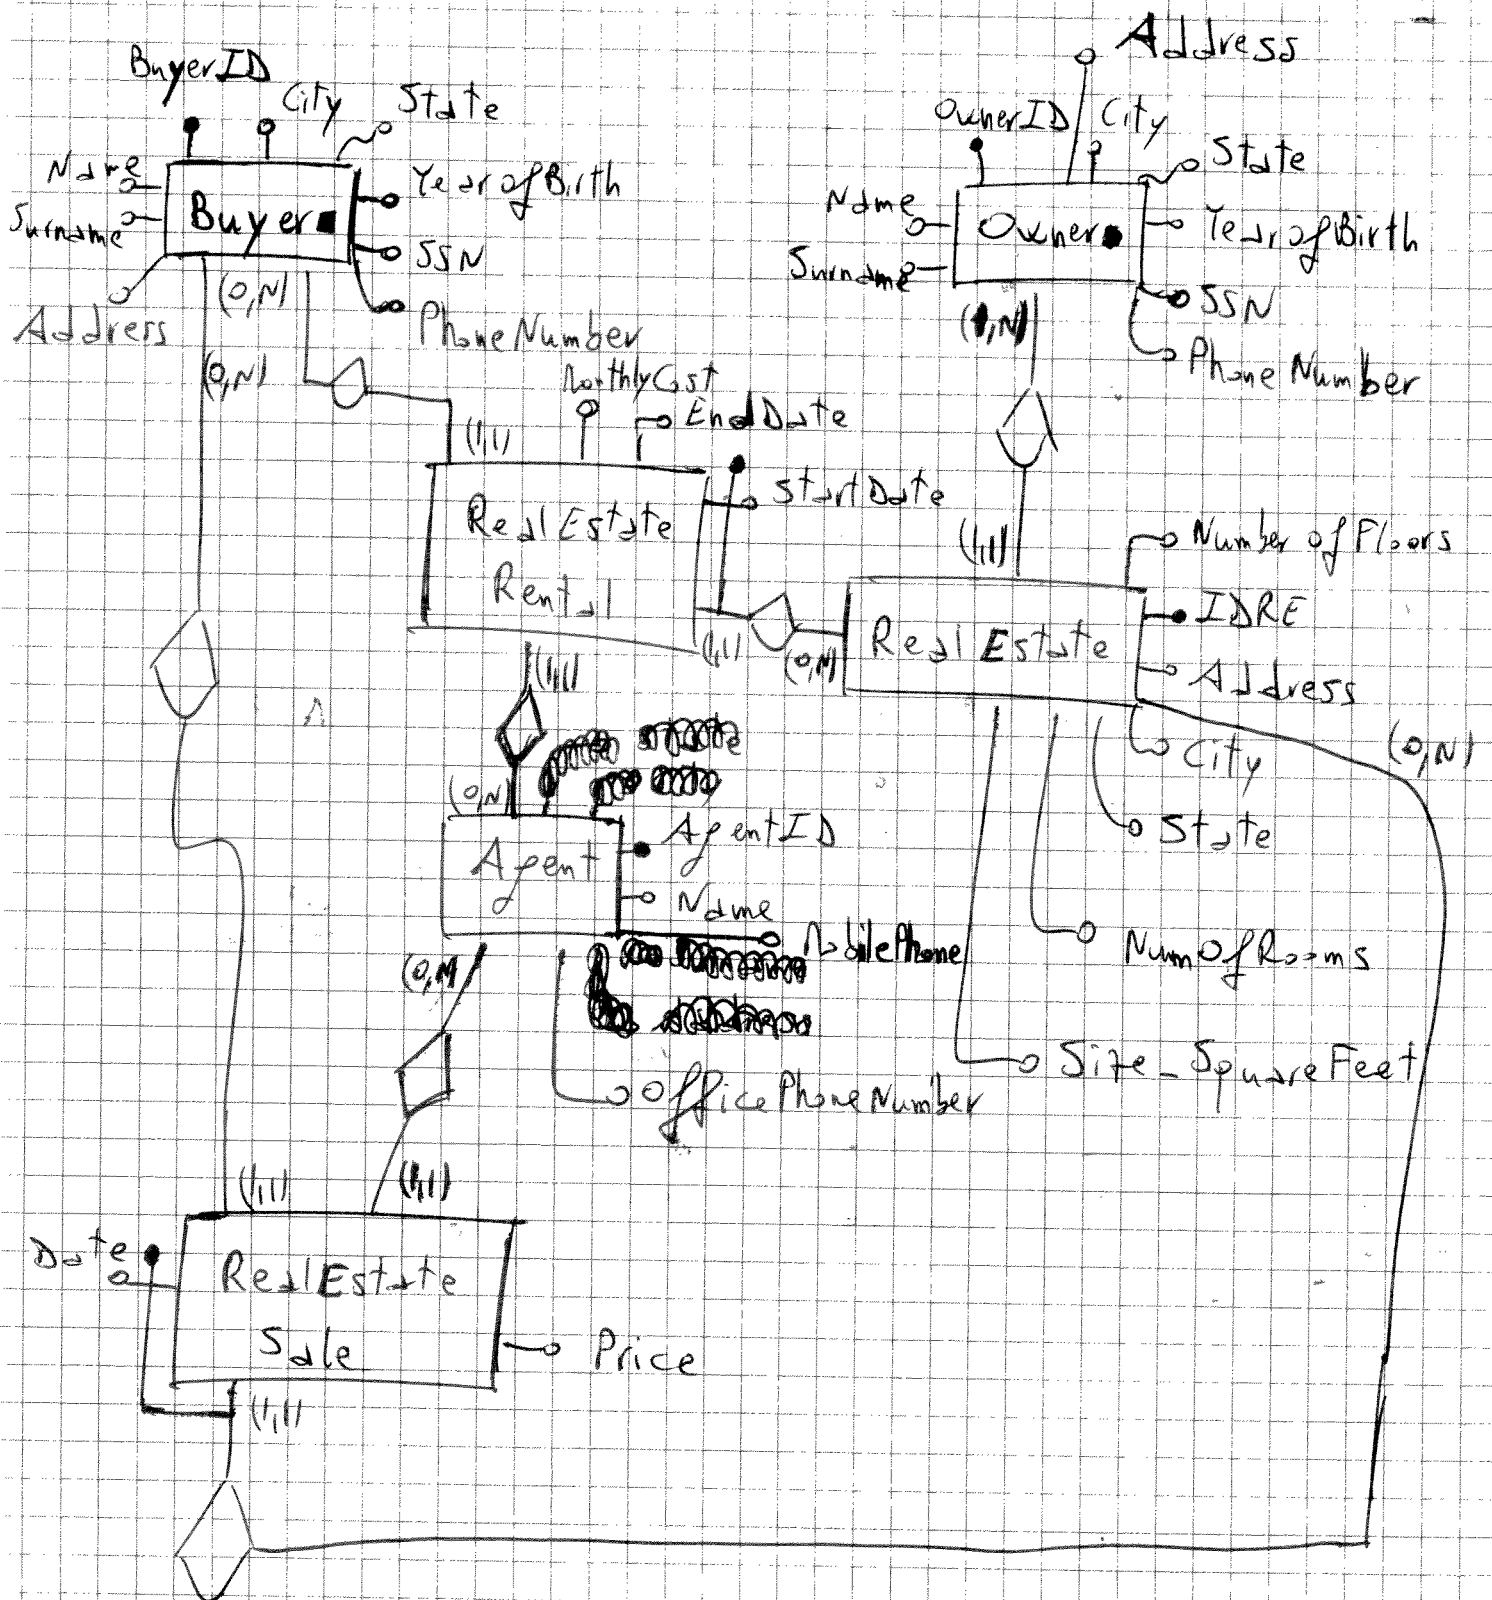 Address
BuyerID
City
State
OwnerID
City
State
Name
Surname
Buyer
YearofBirth
SSN
PhoneNumber
Address
(0,N)
(0,N)
Name
Surname
Owner
YearofBirth
SSN
PhoneNumber
(1,N)
MonthlyCost
EndDate
(1,1)
StartDate
RealEstate
Rental
(1,1)
(1,1)
(0,N)
(1,1)
RealEstate
Number of Floors
IDRE
Address
City
State
NumOfRooms
Size_SquareFeet
(0,N)
(0,N)
Agent
AgentID
Name
MobilePhone
OfficePhoneNumber
(0,N)
(1,1)
(1,1)
Date
RealEstate
Sale
Price
(1,1)